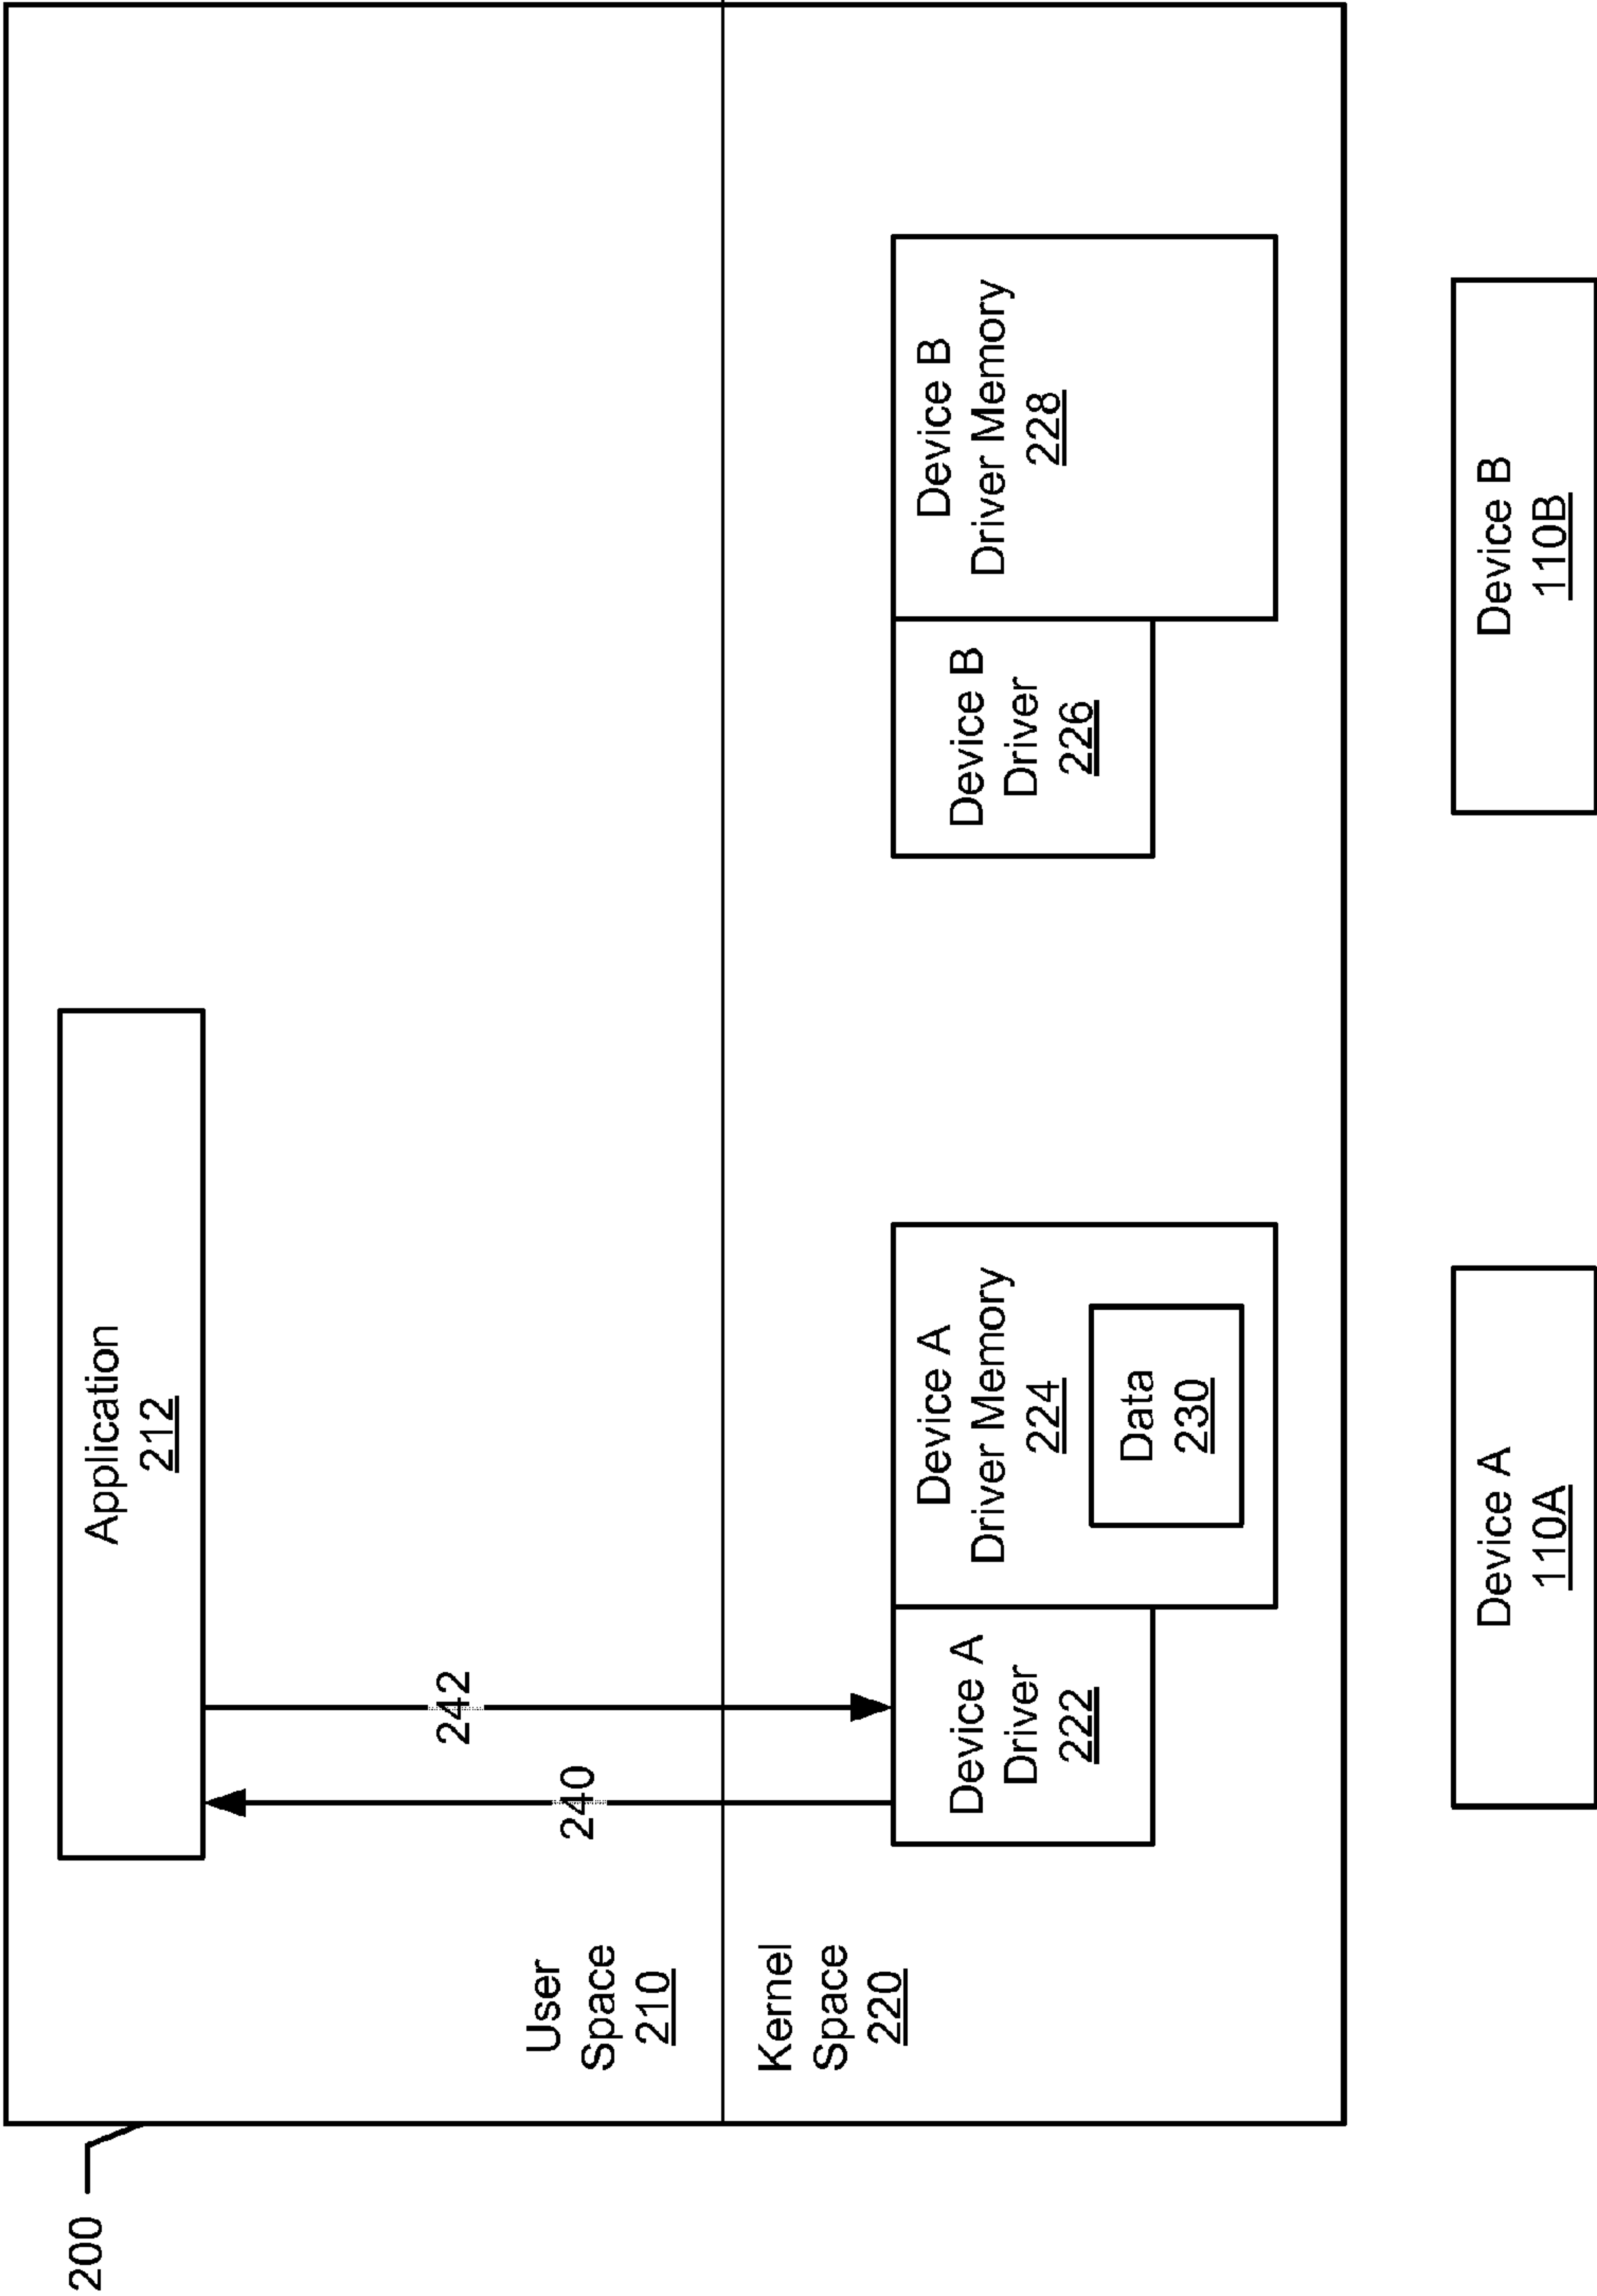 200
Application
212
242
240
User
Space
210
Kernel
Space
220
Device A
Driver
222
Device A
Driver Memory
224
Data
230
Device B
Driver
226
Device B
Driver Memory
228
Device A
110A
Device B
110B